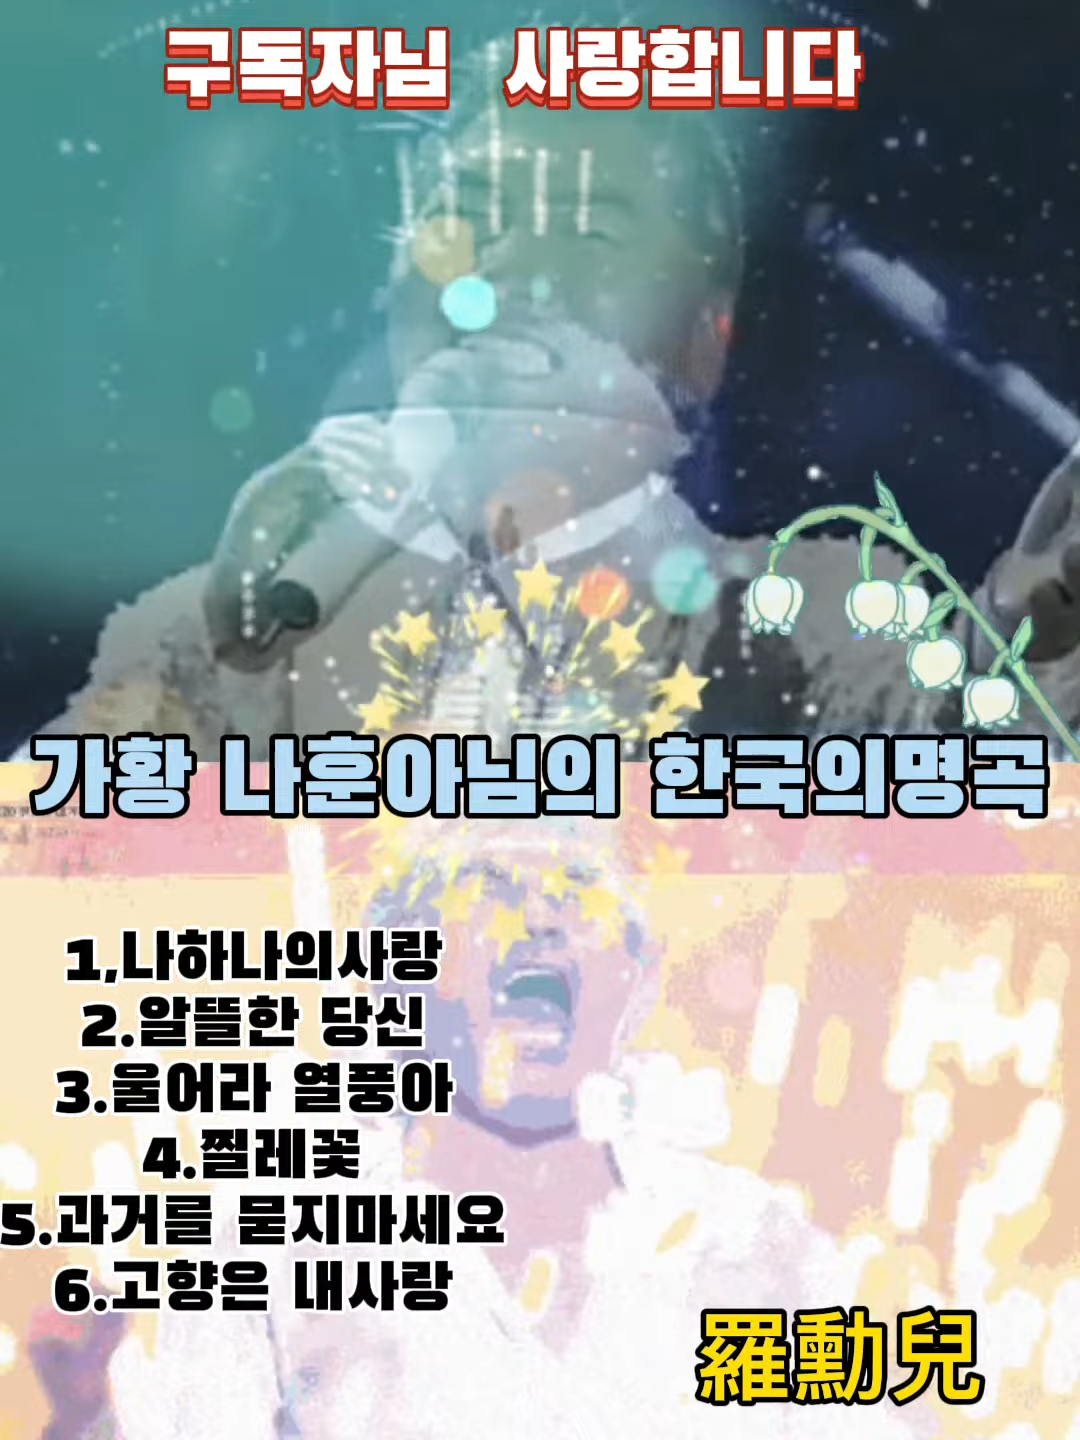 구독자님 사랑합니다
가황 나훈아님의 한국의명곡
1,나하나의사랑
2.알뜰한 당신
3.울어라 열풍아
4.찔레꽃
5.과거를 묻지마세요
6.고향은 내사랑
羅勳兒